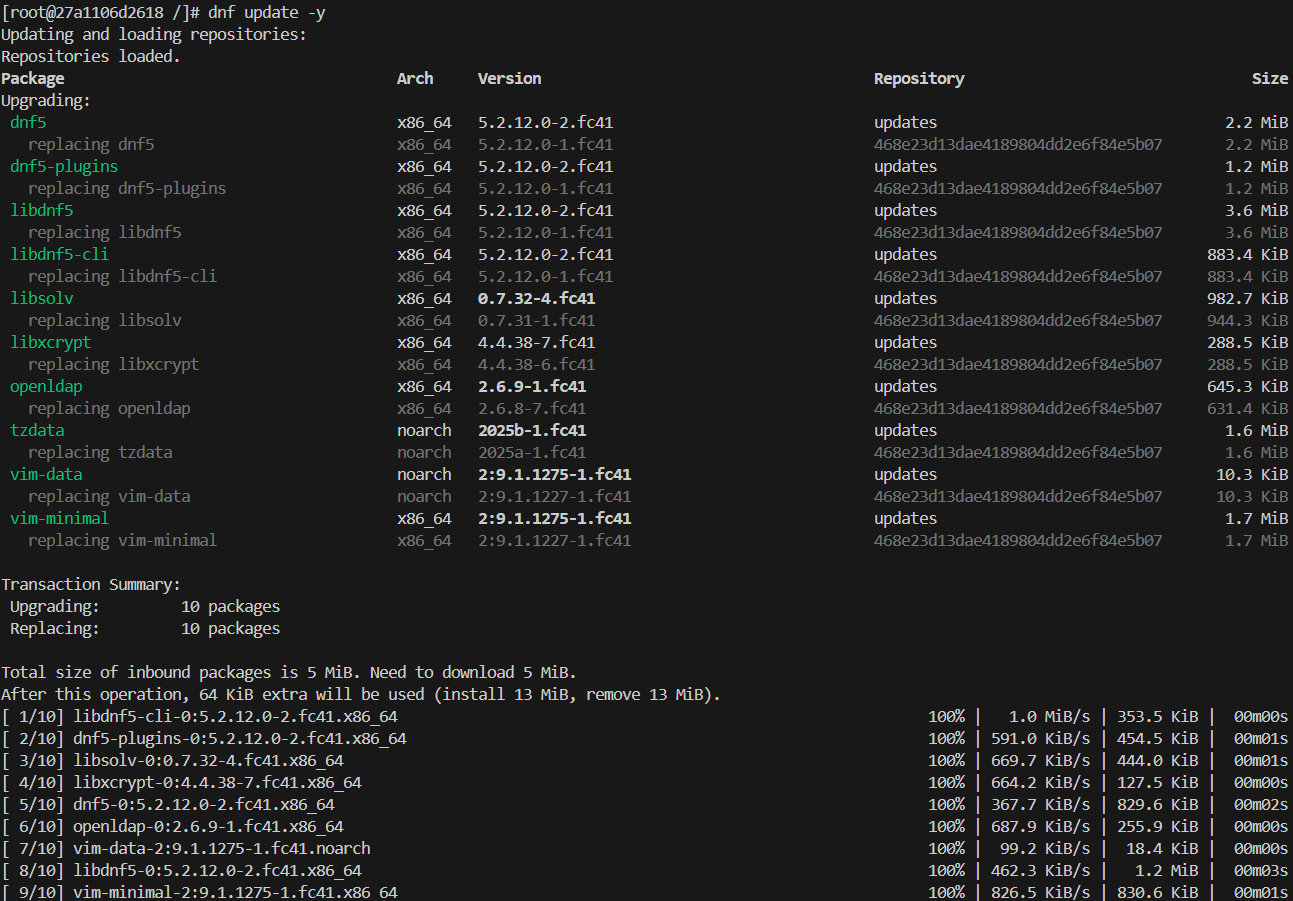 [root@27a1106d2618 /]# dnf update -y
Updating and loading repositories:
Repositories loaded.
Package Arch Version Repository Size
Upgrading:
dnf5 x86_64 5.2.12.0-2.fc41 updates 2.2 MiB
replacing dnf5 x86_64 5.2.12.0-1.fc41 468e23d13dae4189804dd2e6f84e5b07 2.2 MiB
dnf5-plugins x86_64 5.2.12.0-2.fc41 updates 1.2 MiB
replacing dnf5-plugins x86_64 5.2.12.0-1.fc41 468e23d13dae4189804dd2e6f84e5b07 1.2 MiB
libdnf5 x86_64 5.2.12.0-2.fc41 updates 3.6 MiB
replacing libdnf5 x86_64 5.2.12.0-1.fc41 468e23d13dae4189804dd2e6f84e5b07 3.6 MiB
libdnf5-cli x86_64 5.2.12.0-2.fc41 updates 883.4 KiB
replacing libdnf5-cli x86_64 5.2.12.0-1.fc41 468e23d13dae4189804dd2e6f84e5b07 883.4 KiB
libsolv x86_64 0.7.32-4.fc41 updates 982.7 KiB
replacing libsolv x86_64 0.7.31-1.fc41 468e23d13dae4189804dd2e6f84e5b07 944.3 KiB
libxcrypt x86_64 4.4.38-7.fc41 updates 288.5 KiB
replacing libxcrypt x86_64 4.4.38-6.fc41 468e23d13dae4189804dd2e6f84e5b07 288.5 KiB
openldap x86_64 2.6.9-1.fc41 updates 645.3 KiB
replacing openldap x86_64 2.6.8-7.fc41 468e23d13dae4189804dd2e6f84e5b07 631.4 KiB
tzdata noarch 2025b-1.fc41 updates 1.6 MiB
replacing tzdata noarch 2025a-1.fc41 468e23d13dae4189804dd2e6f84e5b07 1.6 MiB
vim-data noarch 2:9.1.1275-1.fc41 updates 10.3 KiB
replacing vim-data noarch 2:9.1.1227-1.fc41 468e23d13dae4189804dd2e6f84e5b07 10.3 KiB
vim-minimal x86_64 2:9.1.1275-1.fc41 updates 1.7 MiB
replacing vim-minimal x86_64 2:9.1.1227-1.fc41 468e23d13dae4189804dd2e6f84e5b07 1.7 MiB
Transaction Summary:
Upgrading: 10 packages
Replacing: 10 packages
Total size of inbound packages is 5 MiB. Need to download 5 MiB.
After this operation, 64 KiB extra will be used (install 13 MiB, remove 13 MiB).
[ 1/10] libdnf5-cli-0:5.2.12.0-2.fc41.x86_64 100% | 1.0 MiB/s | 353.5 KiB | 00m00s
[ 2/10] dnf5-plugins-0:5.2.12.0-2.fc41.x86_64 100% | 591.0 KiB/s | 454.5 KiB | 00m01s
[ 3/10] libsolv-0:0.7.32-4.fc41.x86_64 100% | 669.7 KiB/s | 444.0 KiB | 00m01s
[ 4/10] libxcrypt-0:4.4.38-7.fc41.x86_64 100% | 664.2 KiB/s | 127.5 KiB | 00m00s
[ 5/10] dnf5-0:5.2.12.0-2.fc41.x86_64 100% | 367.7 KiB/s | 829.6 KiB | 00m02s
[ 6/10] openldap-0:2.6.9-1.fc41.x86_64 100% | 687.9 KiB/s | 255.9 KiB | 00m00s
[ 7/10] vim-data-2:9.1.1275-1.fc41.noarch 100% | 99.2 KiB/s | 18.4 KiB | 00m00s
[ 8/10] libdnf5-0:5.2.12.0-2.fc41.x86_64 100% | 462.3 KiB/s | 1.2 MiB | 00m03s
[ 9/10] vim-minimal-2:9.1.1275-1.fc41.x86_64 100% | 826.5 KiB/s | 830.6 KiB | 00m01s